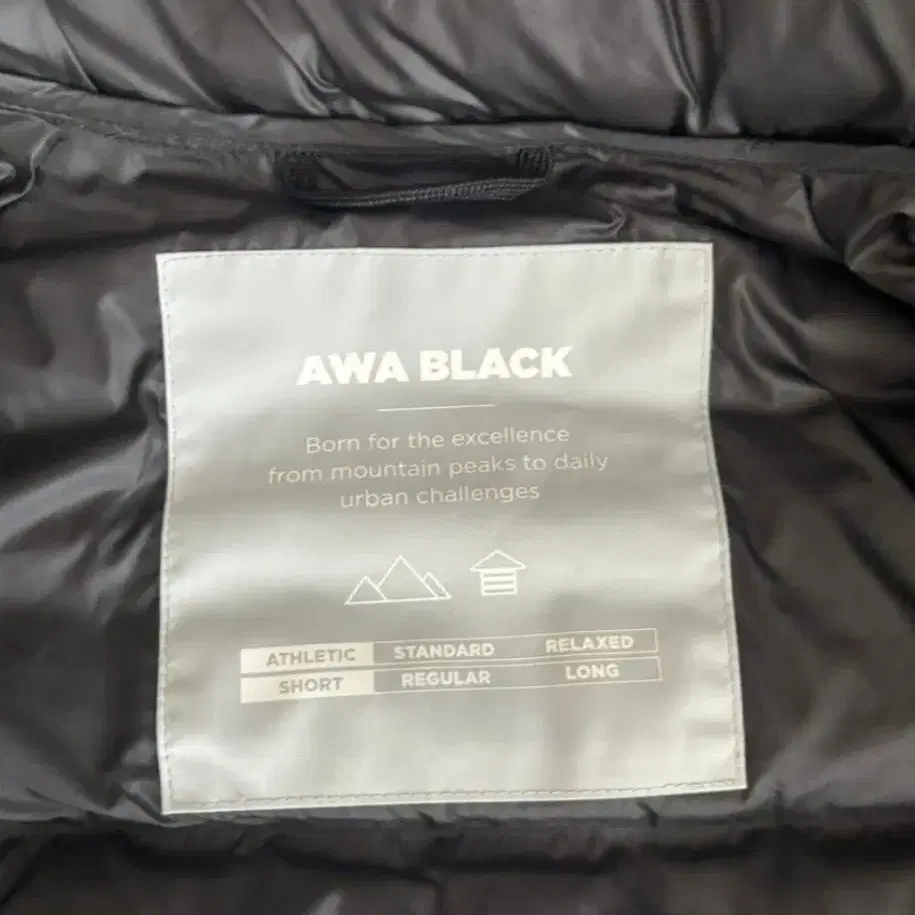 AWA BLACK
Born for the excellence
from mountain peaks to daily
urban challenges
ATHLETIC STANDARD RELAXED
SHORT REGULAR LONG